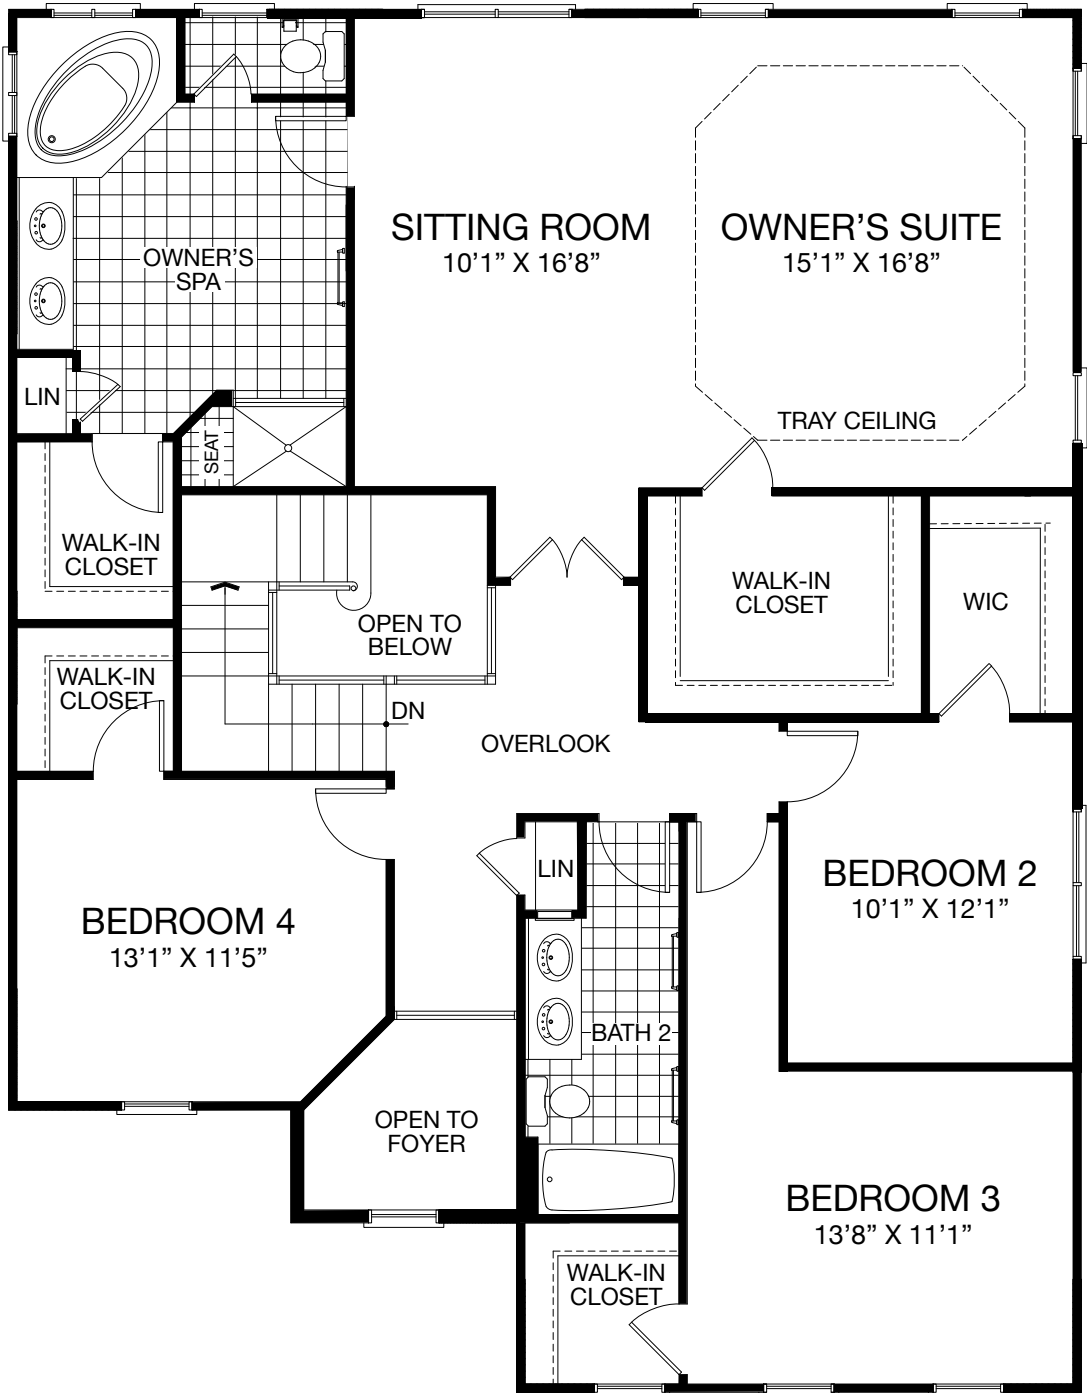 SITTING ROOM
10’1” X 16’8”
OWNER’S SUITE
15’1” X 16’8”
OWNER’S
SPA
LIN
TRAY CEILING
SEAT
WALK-IN
CLOSET
WALK-IN
CLOSET
WIC
OPEN TO
BELOW
WALK-IN
CLOSET
DN
OVERLOOK
LIN
BEDROOM 2
10’1” X 12’1”
BEDROOM 4
13’1” X 11’5”
BATH 2
OPEN TO
FOYER
BEDROOM 3
13’8” X 11’1”
WALK-IN
CLOSET